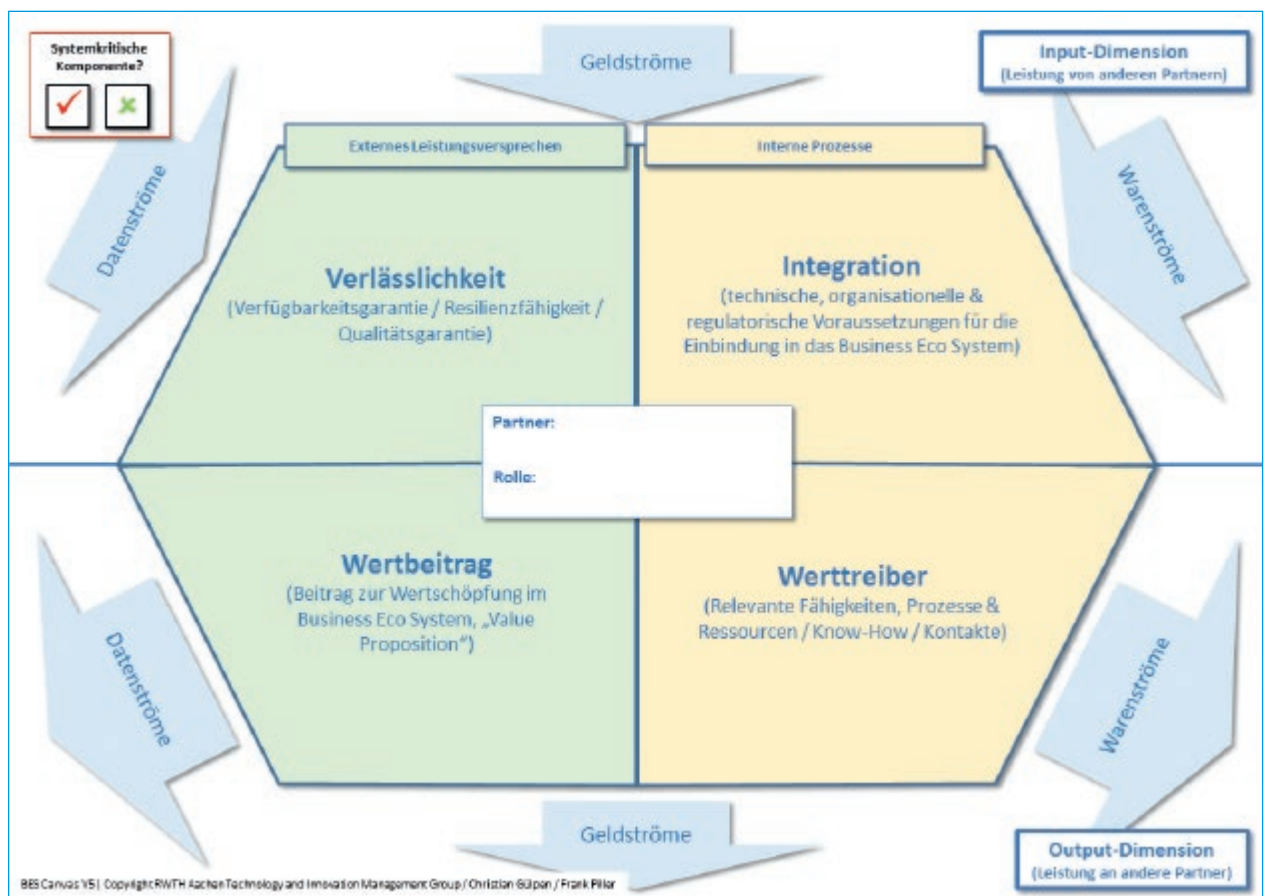 Systemkritische
Komponente?
Geldströme
Input-Dimension
(Leistung von anderen Partnern)
Datenströme
Warenströme
Externes Leistungsversprechen
Interne Prozesse
Verlässlichkeit
(Verfügbarkeitsgarantie / Resilienzfähigkeit /
Qualitätsgarantie)
Integration
(technische, organisationelle &
regulatorische Voraussetzungen für die
Einbindung in das Business Eco System)
Partner:
Rolle:
Wertbeitrag
(Beitrag zur Wertschöpfung im
Business Eco System, „Value
Proposition“)
Werttreiber
(Relevante Fähigkeiten, Prozesse &
Ressourcen / Know-How / Kontakte)
Datenströme
Warenströme
Geldströme
Output-Dimension
(Leistung an andere Partner)
BES Canvas V5 | Copyright RWTH Aachen Technology and Innovation Management Group / Christian Gülpen / Frank Piller